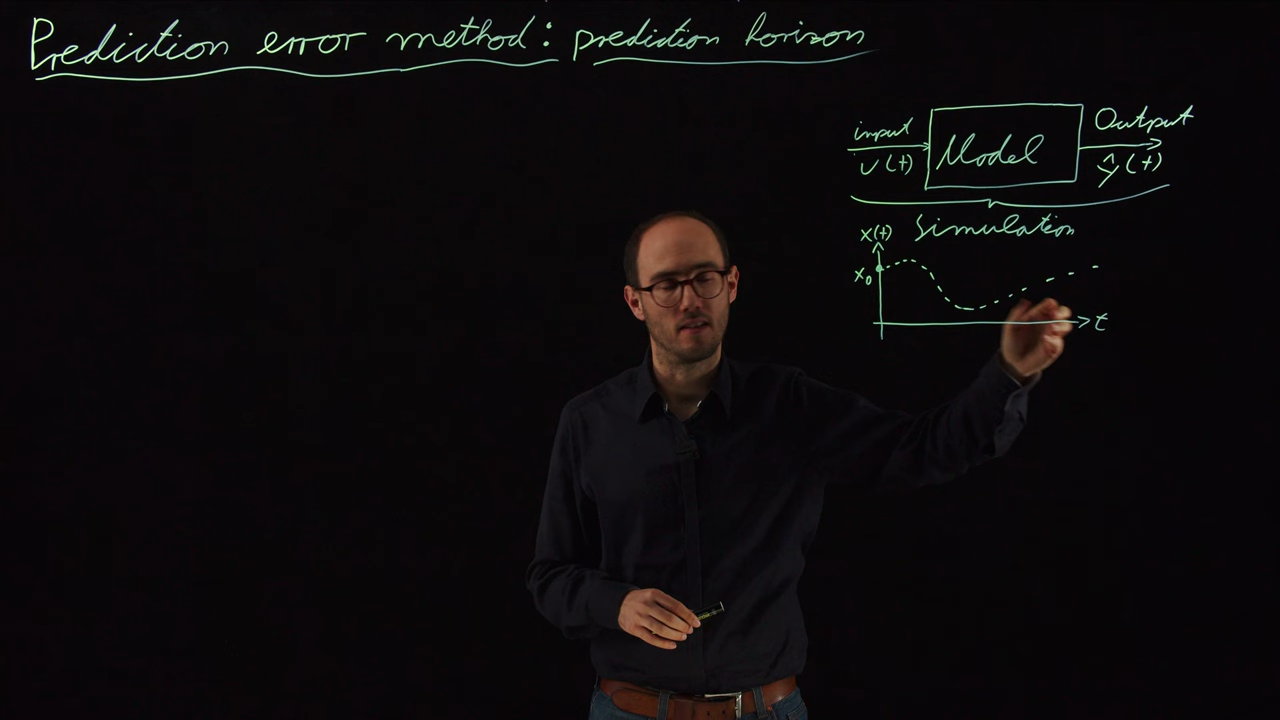 Prediction error method: prediction horizon
input
u(t)
Model
Output
ŷ(t)
Simulation
x(t)
x₀
t